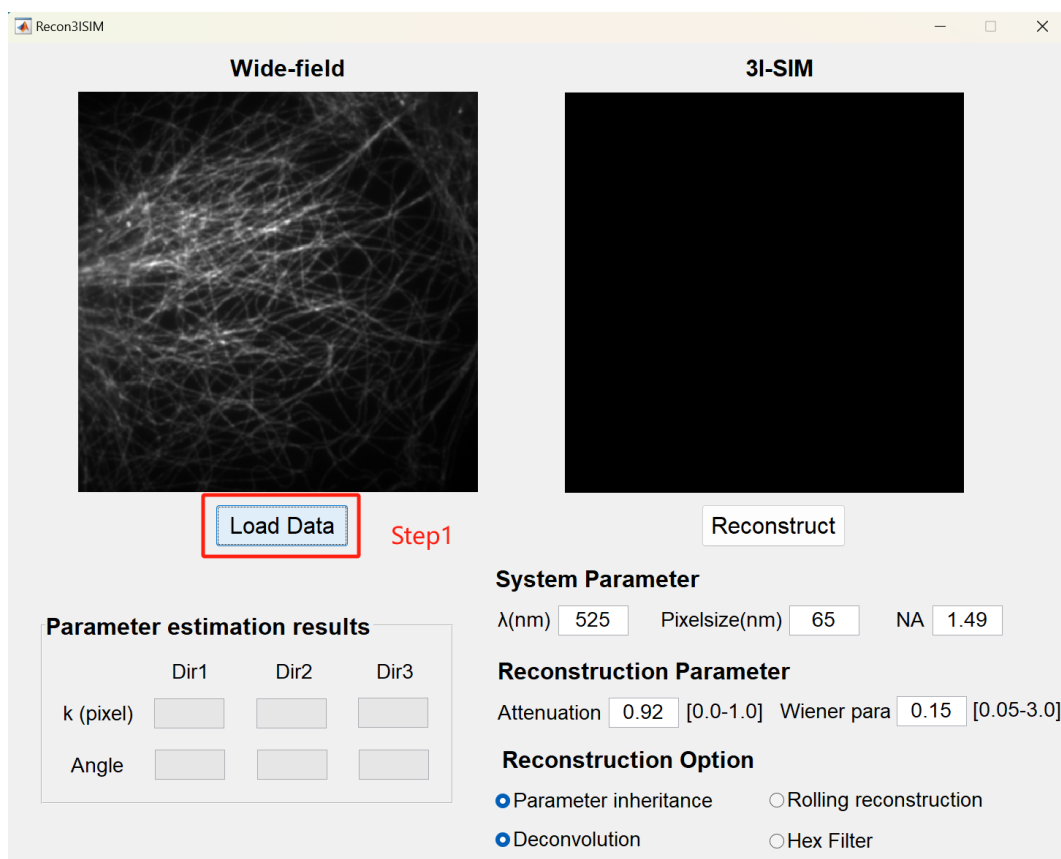 Recon3ISIM
Wide-field
3I-SIM
Load Data
Step1
Reconstruct
System Parameter
λ(nm) 525 Pixelsize(nm) 65 NA 1.49
Parameter estimation results
Dir1 Dir2 Dir3
k (pixel)
Angle
Reconstruction Parameter
Attenuation 0.92 [0.0-1.0] Wiener para 0.15 [0.05-3.0]
Reconstruction Option
Parameter inheritance Rolling reconstruction
Deconvolution Hex Filter